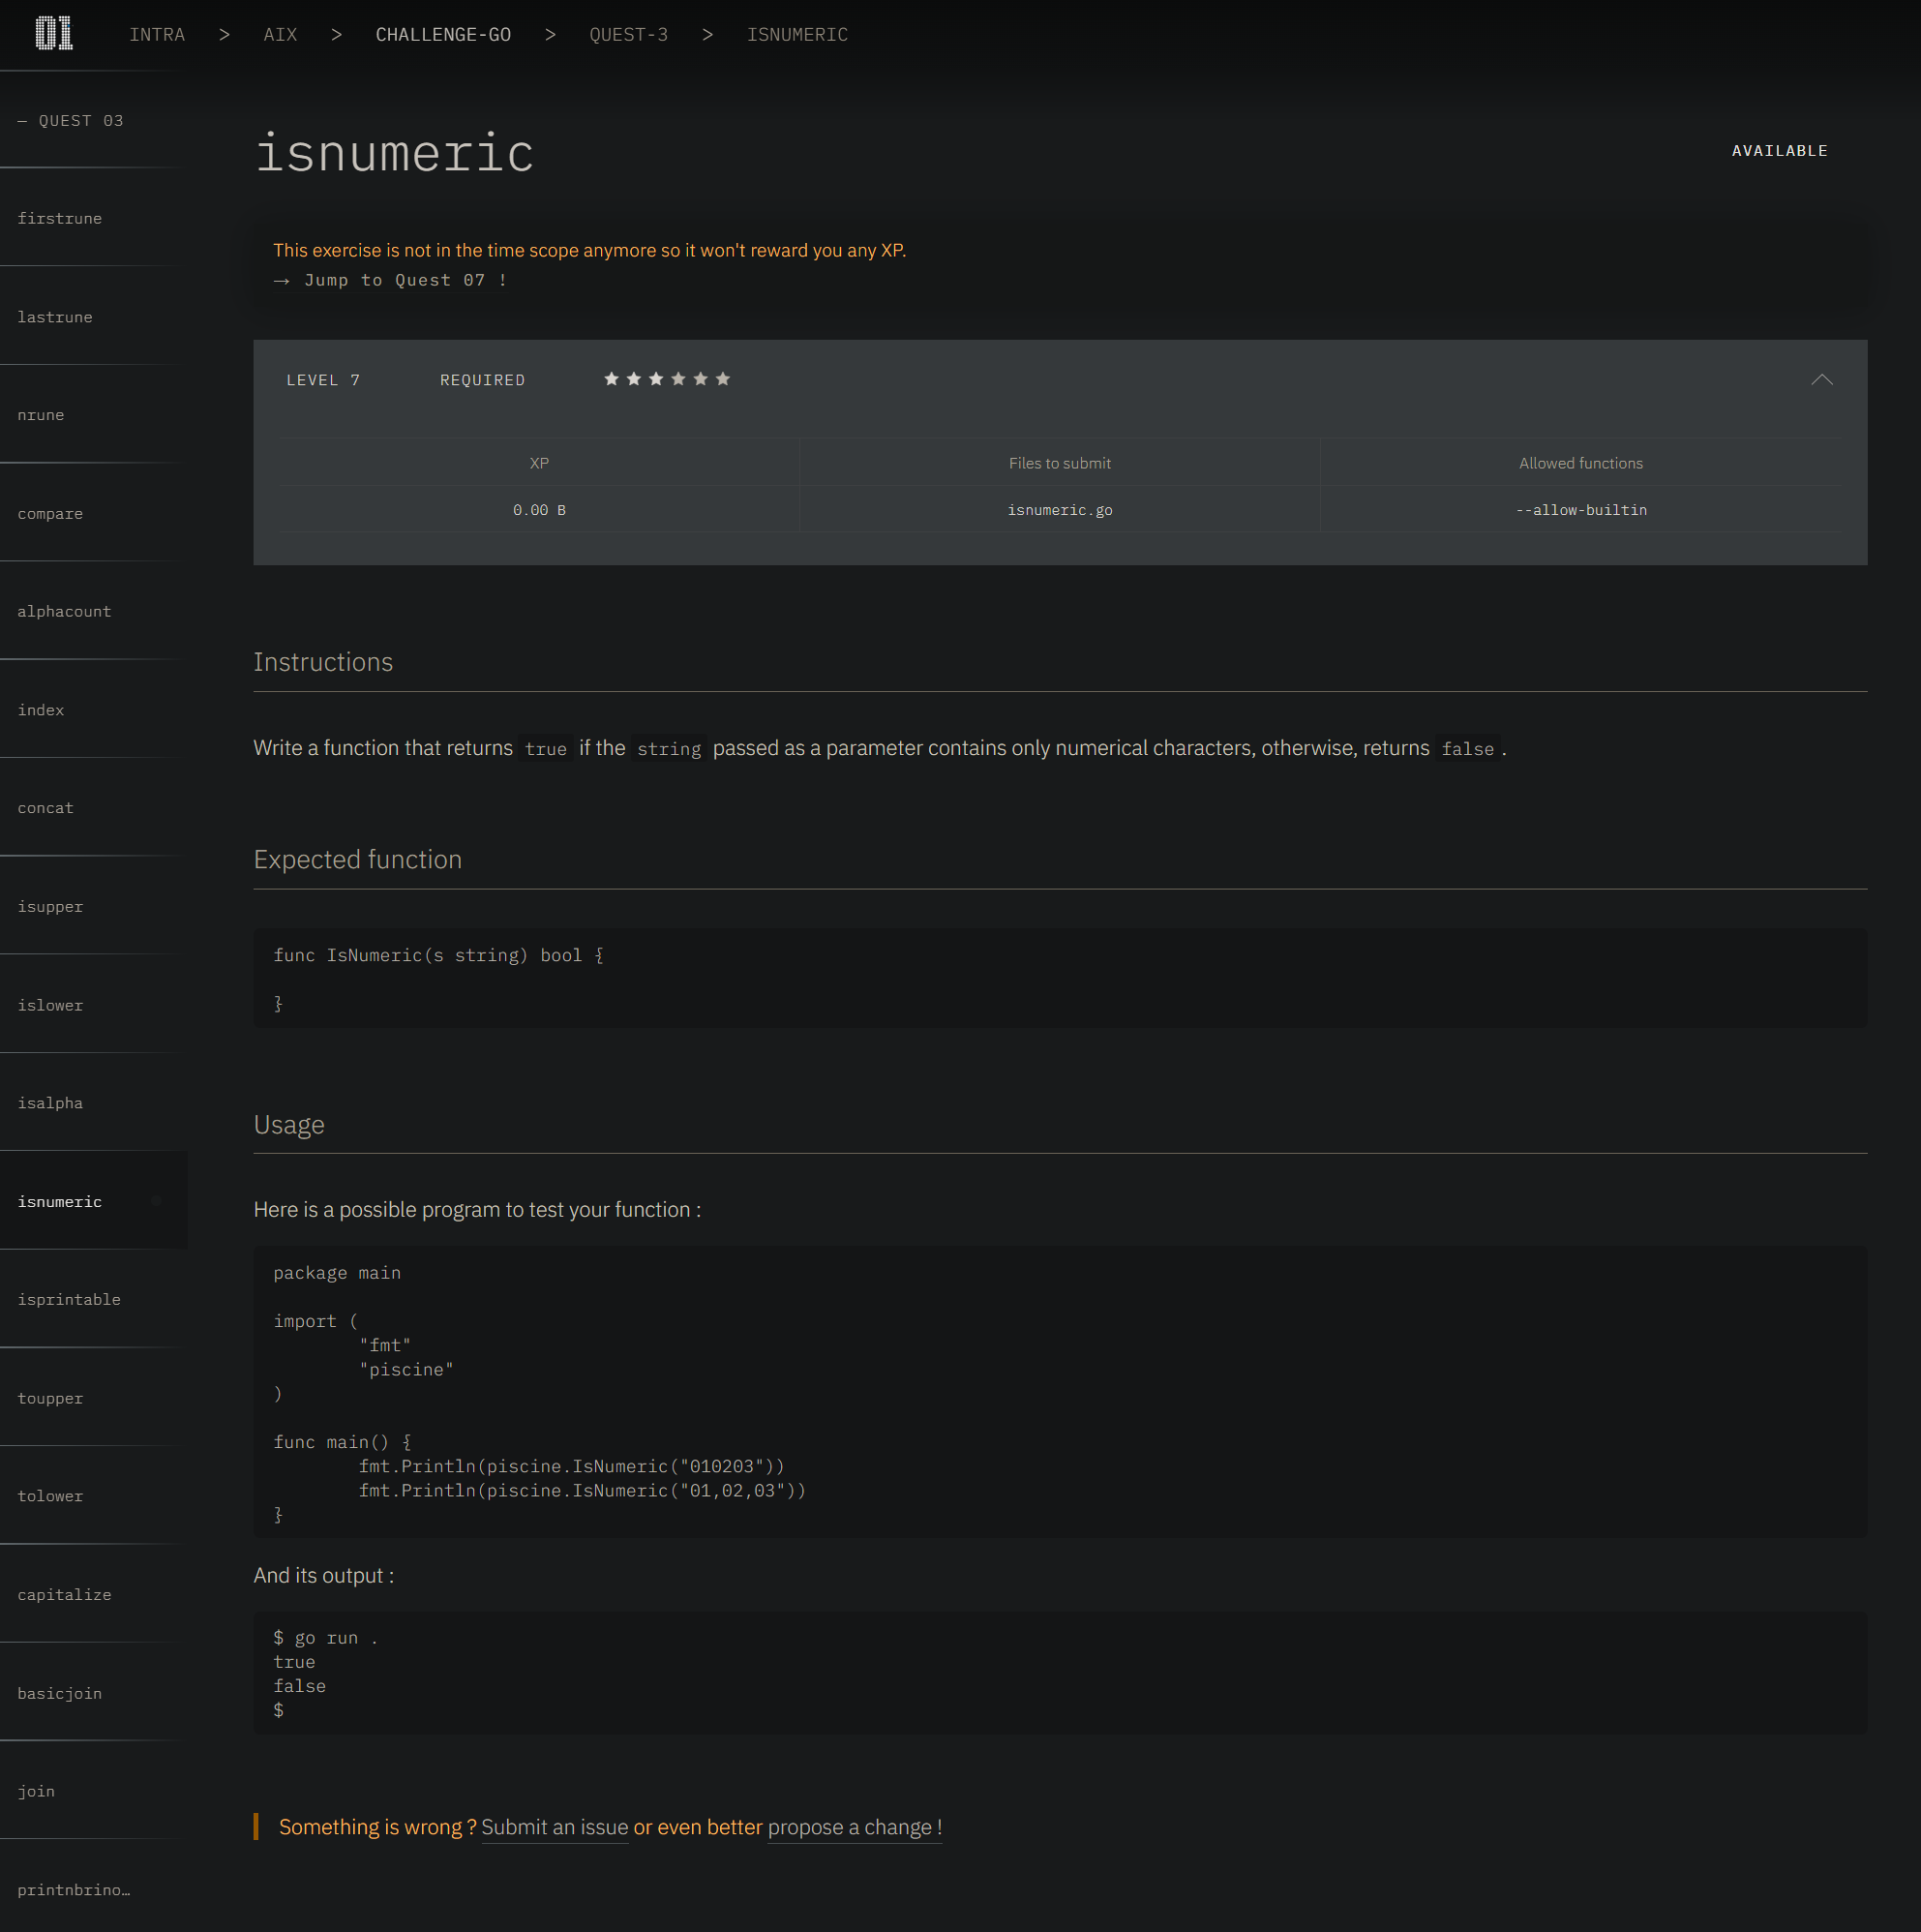 01 INTRA > AIX > CHALLENGE-GO > QUEST-3 > ISNUMERIC
— QUEST 03
firstrune
lastrune
nrune
compare
alphacount
index
concat
isupper
islower
isalpha
isnumeric
isprintable
toupper
tolower
capitalize
basicjoin
join
printnbrino…
isnumeric
AVAILABLE
This exercise is not in the time scope anymore so it won't reward you any XP.
→ Jump to Quest 07 !
LEVEL 7 REQUIRED
XP Files to submit Allowed functions
0.00 B isnumeric.go --allow-builtin
Instructions
Write a function that returns true if the string passed as a parameter contains only numerical characters, otherwise, returns false.
Expected function
func IsNumeric(s string) bool {
}
Usage
Here is a possible program to test your function :
package main
import (
"fmt"
"piscine"
)
func main() {
fmt.Println(piscine.IsNumeric("010203"))
fmt.Println(piscine.IsNumeric("01,02,03"))
}
And its output :
$ go run .
true
false
$
Something is wrong ? Submit an issue or even better propose a change !